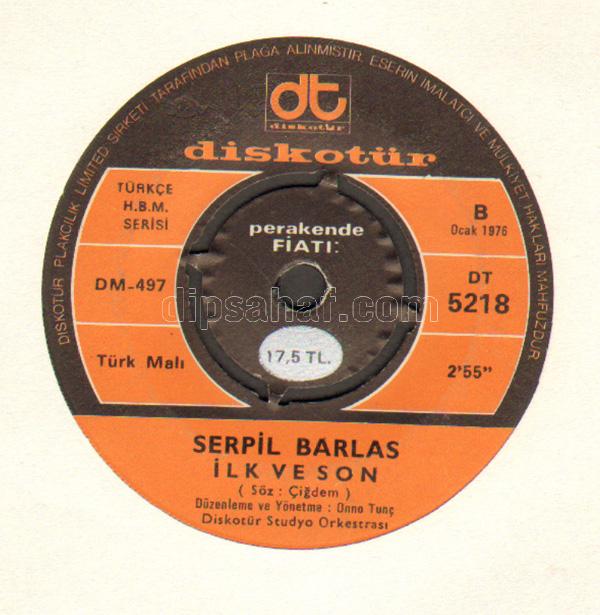 DİSKOTÜR PLAKÇILIK LİMİTED ŞİRKETİ TARAFINDAN PLAĞA ALINMIŞTIR. ESERİN İMALATÇI VE MÜLKİYET HAKLARI MAHFUZDUR
dt
diskotür
diskotür
TÜRKÇE
H.B.M.
SERİSİ
B
Ocak 1976
perakende
FİATI:
DM-497
DT
5218
dipsahaf.com
17,5 TL.
Türk Malı
2'55"
SERPİL BARLAS
İLK VE SON
( Söz : Çiğdem )
Düzenleme ve Yönetme : Onno Tunç
Diskotür Studyo Orkestrası